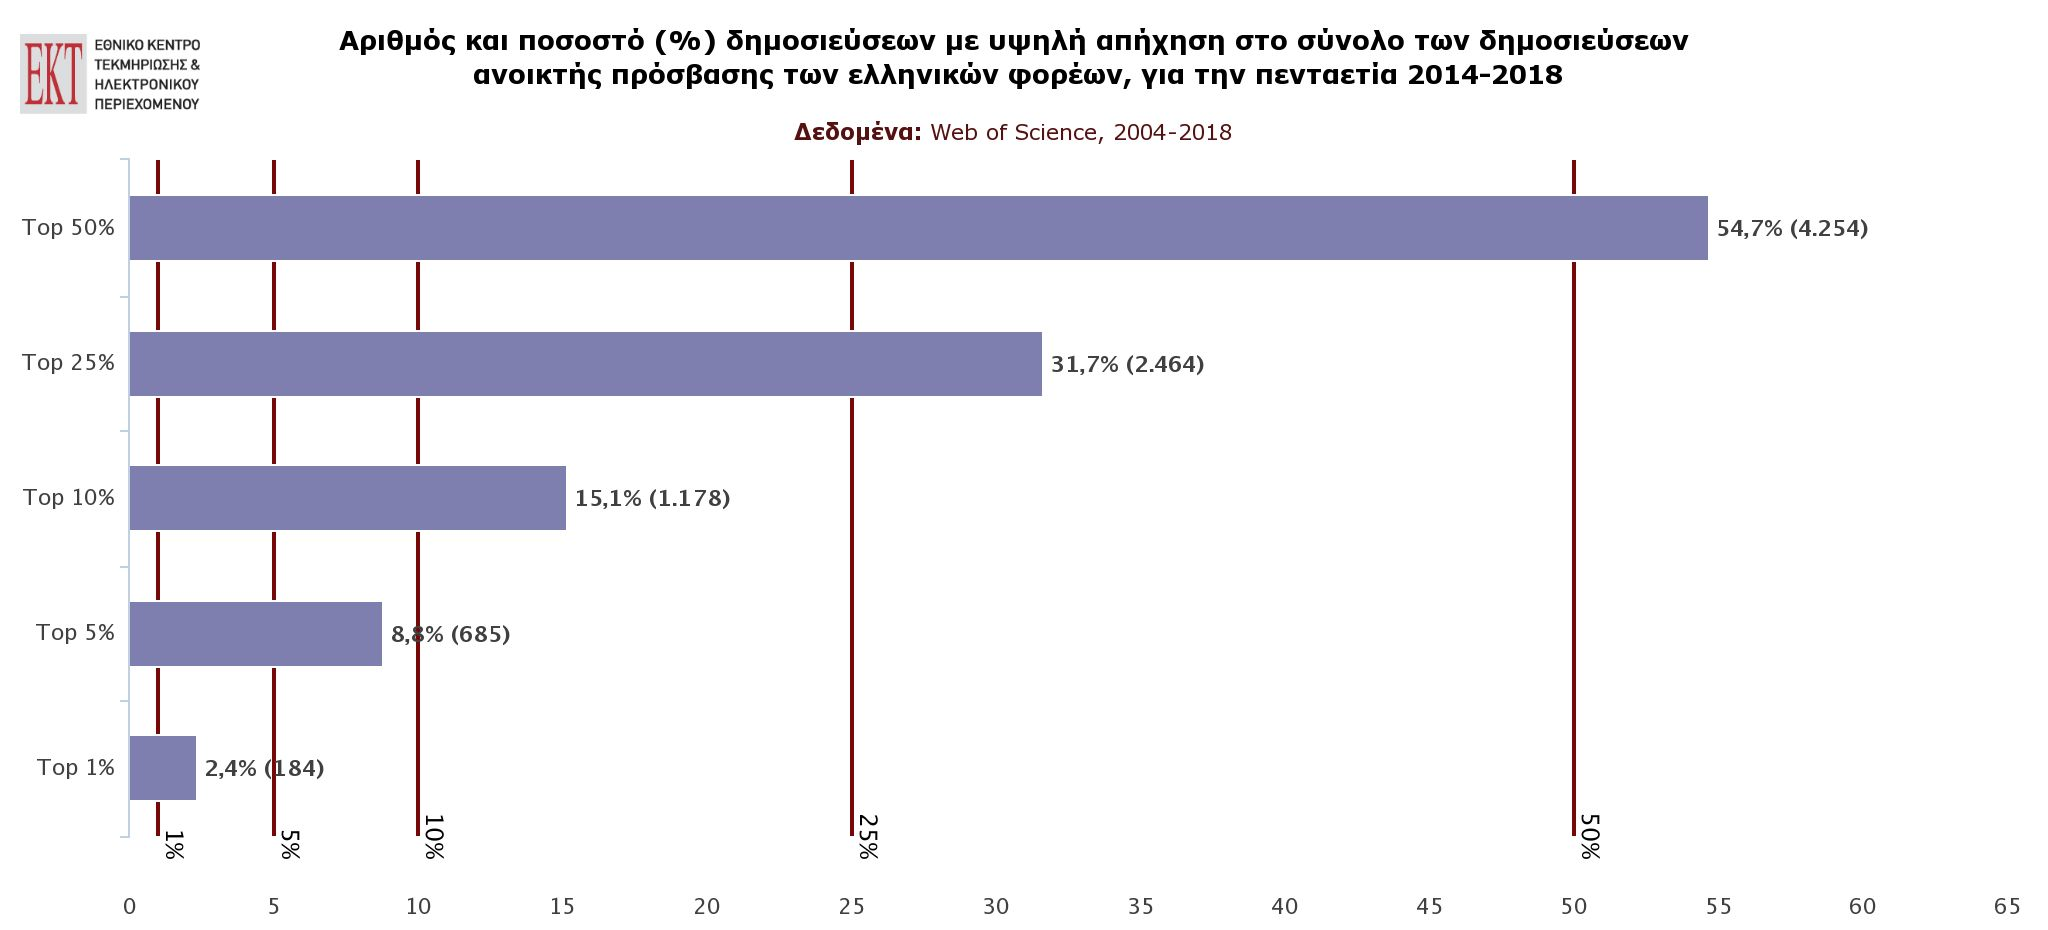 ΕΚΤ
ΕΘΝΙΚΟ ΚΕΝΤΡΟ
ΤΕΚΜΗΡΙΩΣΗΣ &
ΗΛΕΚΤΡΟΝΙΚΟΥ
ΠΕΡΙΕΧΟΜΕΝΟΥ
Αριθμός και ποσοστό (%) δημοσιεύσεων με υψηλή απήχηση στο σύνολο των δημοσιεύσεων
ανοικτής πρόσβασης των ελληνικών φορέων, για την πενταετία 2014-2018
Δεδομένα: Web of Science, 2004-2018
Top 50%
54,7% (4.254)
Top 25%
31,7% (2.464)
Top 10%
15,1% (1.178)
Top 5%
8,8% (685)
Top 1%
2,4% (184)
1%
5%
10%
25%
50%
0 5 10 15 20 25 30 35 40 45 50 55 60 65